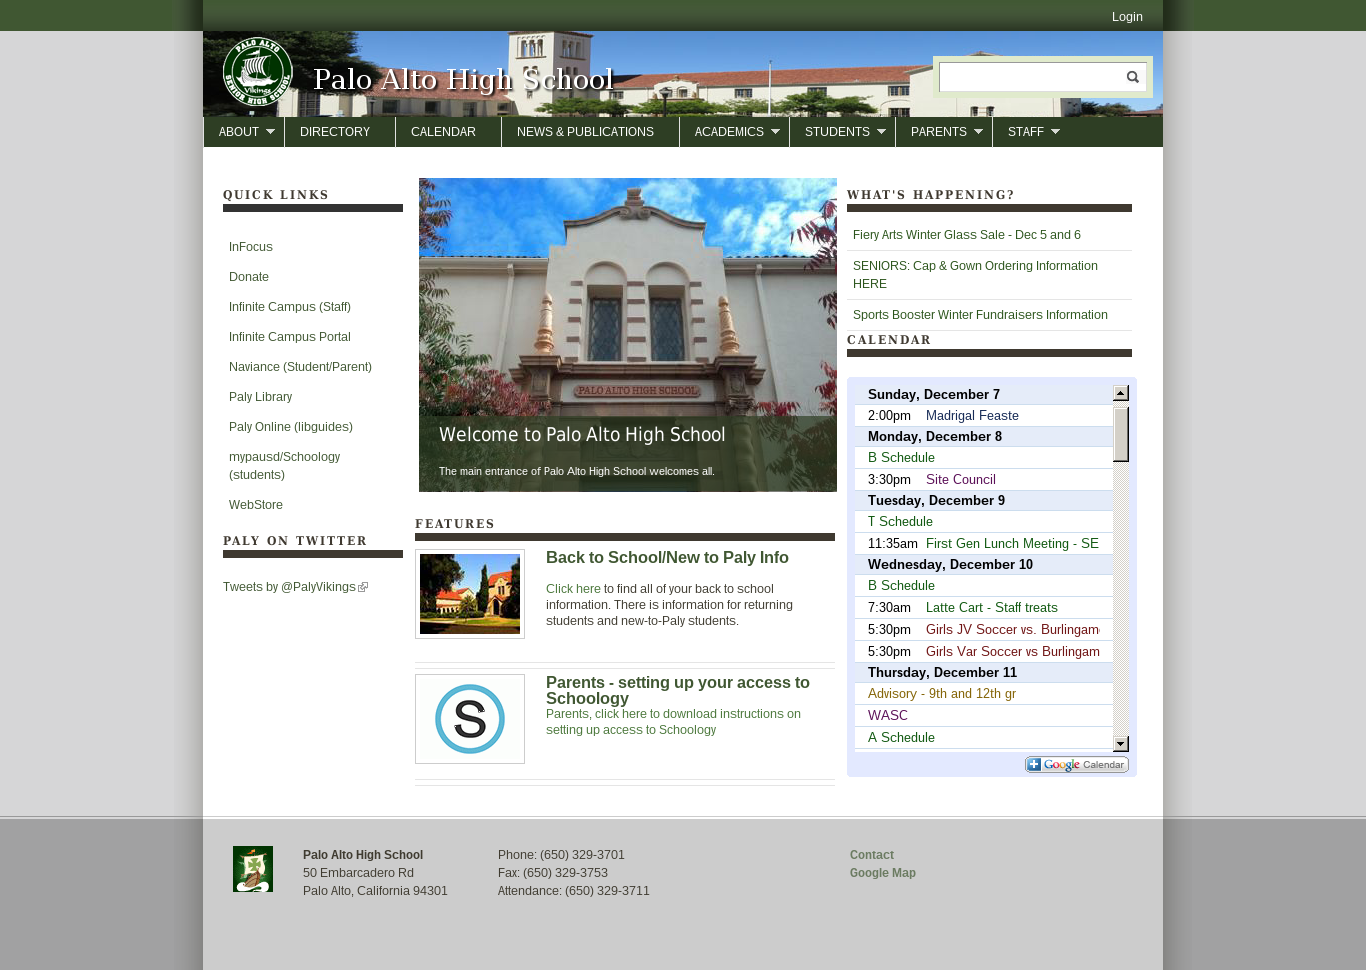 Login
PALO ALTO
Vikings
SENIOR HIGH SCHOOL
Palo Alto High School
ABOUT
DIRECTORY
CALENDAR
NEWS & PUBLICATIONS
ACADEMICS
STUDENTS
PARENTS
STAFF
QUICK LINKS
InFocus
Donate
Infinite Campus (Staff)
Infinite Campus Portal
Naviance (Student/Parent)
Paly Library
Paly Online (libguides)
mypausd/Schoology
(students)
WebStore
PALY ON TWITTER
Tweets by @PalyVikings
PALO ALTO HIGH SCHOOL
Welcome to Palo Alto High School
The main entrance of Palo Alto High School welcomes all.
FEATURES
Back to School/New to Paly Info
Click here to find all of your back to school
information. There is information for returning
students and new-to-Paly students.
S
Parents - setting up your access to
Schoology
Parents, click here to download instructions on
setting up access to Schoology
WHAT'S HAPPENING?
Fiery Arts Winter Glass Sale - Dec 5 and 6
SENIORS: Cap & Gown Ordering Information
HERE
Sports Booster Winter Fundraisers Information
CALENDAR
Sunday, December 7
2:00pm Madrigal Feaste
Monday, December 8
B Schedule
3:30pm Site Council
Tuesday, December 9
T Schedule
11:35am First Gen Lunch Meeting - SE
Wednesday, December 10
B Schedule
7:30am Latte Cart - Staff treats
5:30pm Girls JV Soccer vs. Burlingam
5:30pm Girls Var Soccer vs Burlingam
Thursday, December 11
Advisory - 9th and 12th gr
WASC
A Schedule
Google Calendar
Palo Alto High School
50 Embarcadero Rd
Palo Alto, California 94301
Phone: (650) 329-3701
Fax: (650) 329-3753
Attendance: (650) 329-3711
Contact
Google Map